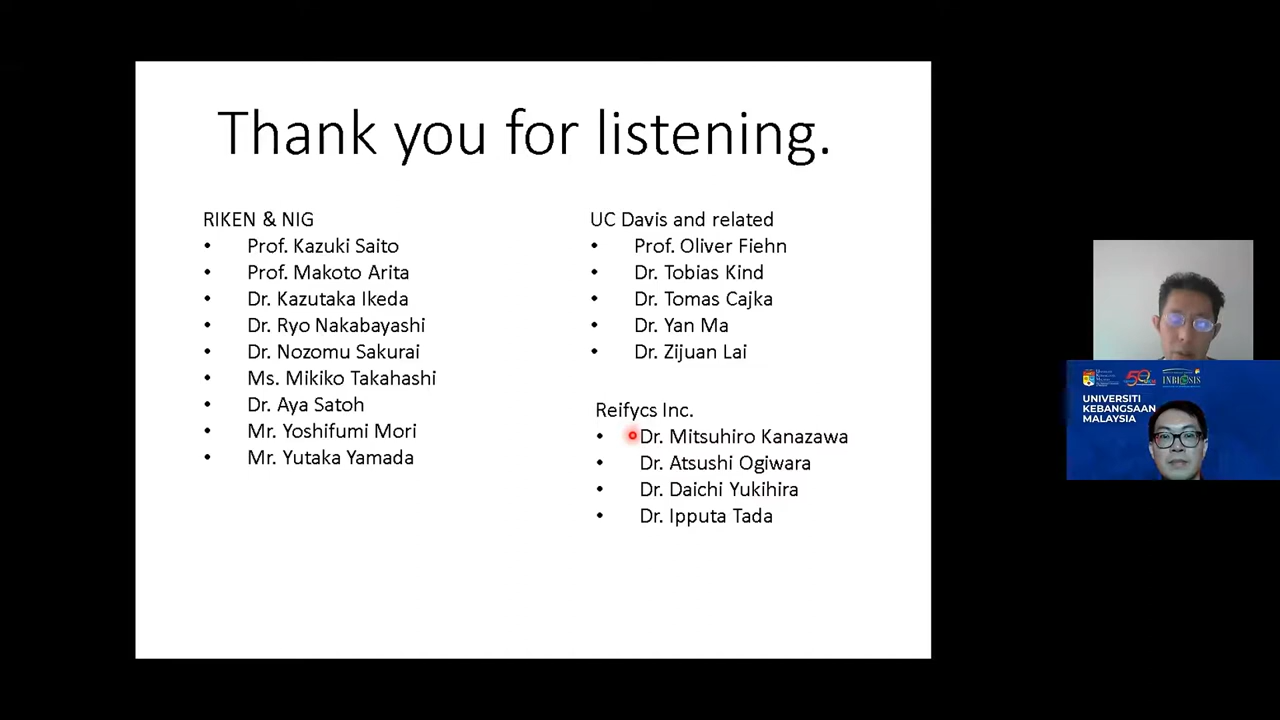 Thank you for listening.
RIKEN & NIG
• Prof. Kazuki Saito
• Prof. Makoto Arita
• Dr. Kazutaka Ikeda
• Dr. Ryo Nakabayashi
• Dr. Nozomu Sakurai
• Ms. Mikiko Takahashi
• Dr. Aya Satoh
• Mr. Yoshifumi Mori
• Mr. Yutaka Yamada
UC Davis and related
• Prof. Oliver Fiehn
• Dr. Tobias Kind
• Dr. Tomas Cajka
• Dr. Yan Ma
• Dr. Zijuan Lai
Reifycs Inc.
• Dr. Mitsuhiro Kanazawa
• Dr. Atsushi Ogiwara
• Dr. Daichi Yukihira
• Dr. Ipputa Tada
50
INBIOSIS
UNIVERSITI
KEBANGSAAN
MALAYSIA